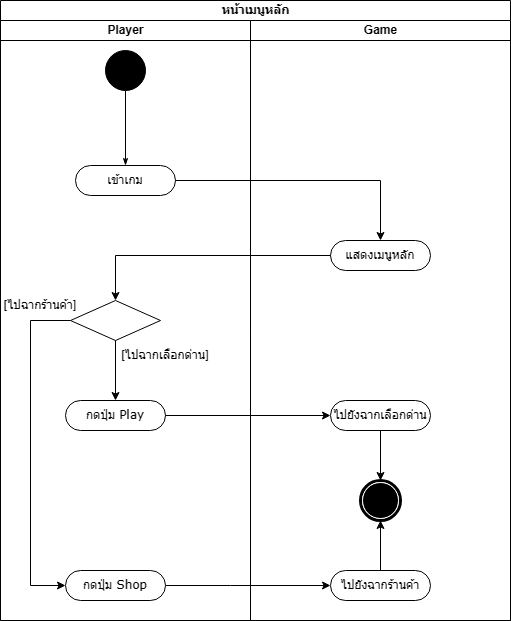 หน้าเมนูหลัก
Player
Game
เข้าเกม
แสดงเมนูหลัก
[ไปฉากร้านค้า]
[ไปฉากเลือกด่าน]
กดปุ่ม Play
ไปยังฉากเลือกด่าน
กดปุ่ม Shop
ไปยังฉากร้านค้า